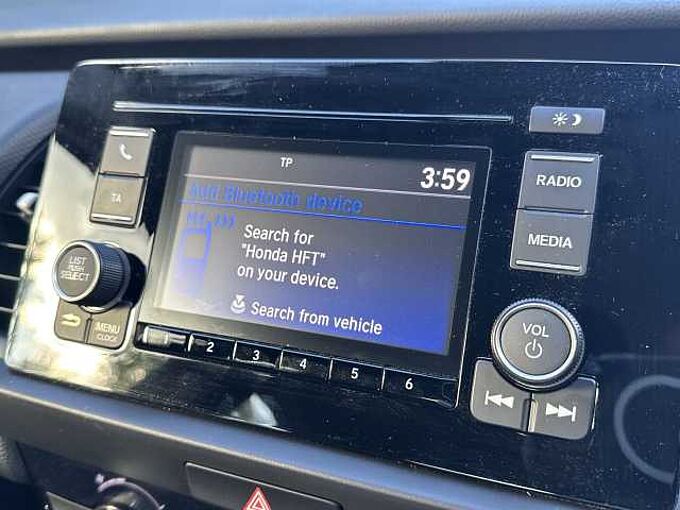 TP
3:59
Add Bluetooth device
Search for
"Honda HFT"
on your device.
Search from vehicle
TA
LIST
PUSH
SELECT
MENU
/CLOCK
2
3
4
5
6
RADIO
MEDIA
VOL